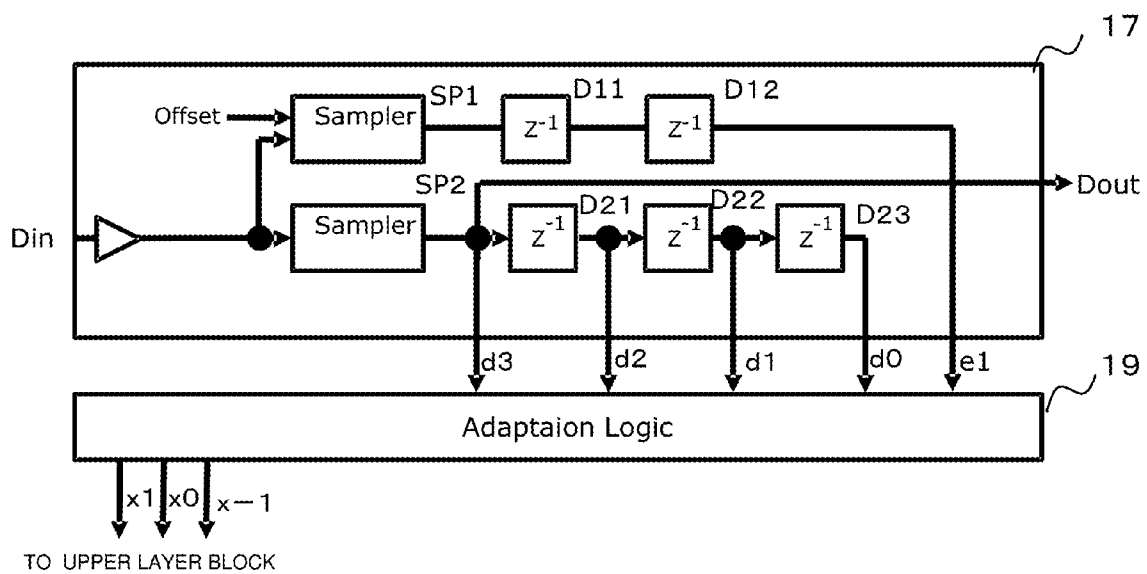 17
SP1
D11
D12
Offset
Sampler
Z⁻¹
Z⁻¹
SP2
Dout
D21
D22
D23
Din
Sampler
Z⁻¹
Z⁻¹
Z⁻¹
d3
d2
d1
d0
e1
19
Adaptaion Logic
x1
x0
x−1
TO UPPER LAYER BLOCK